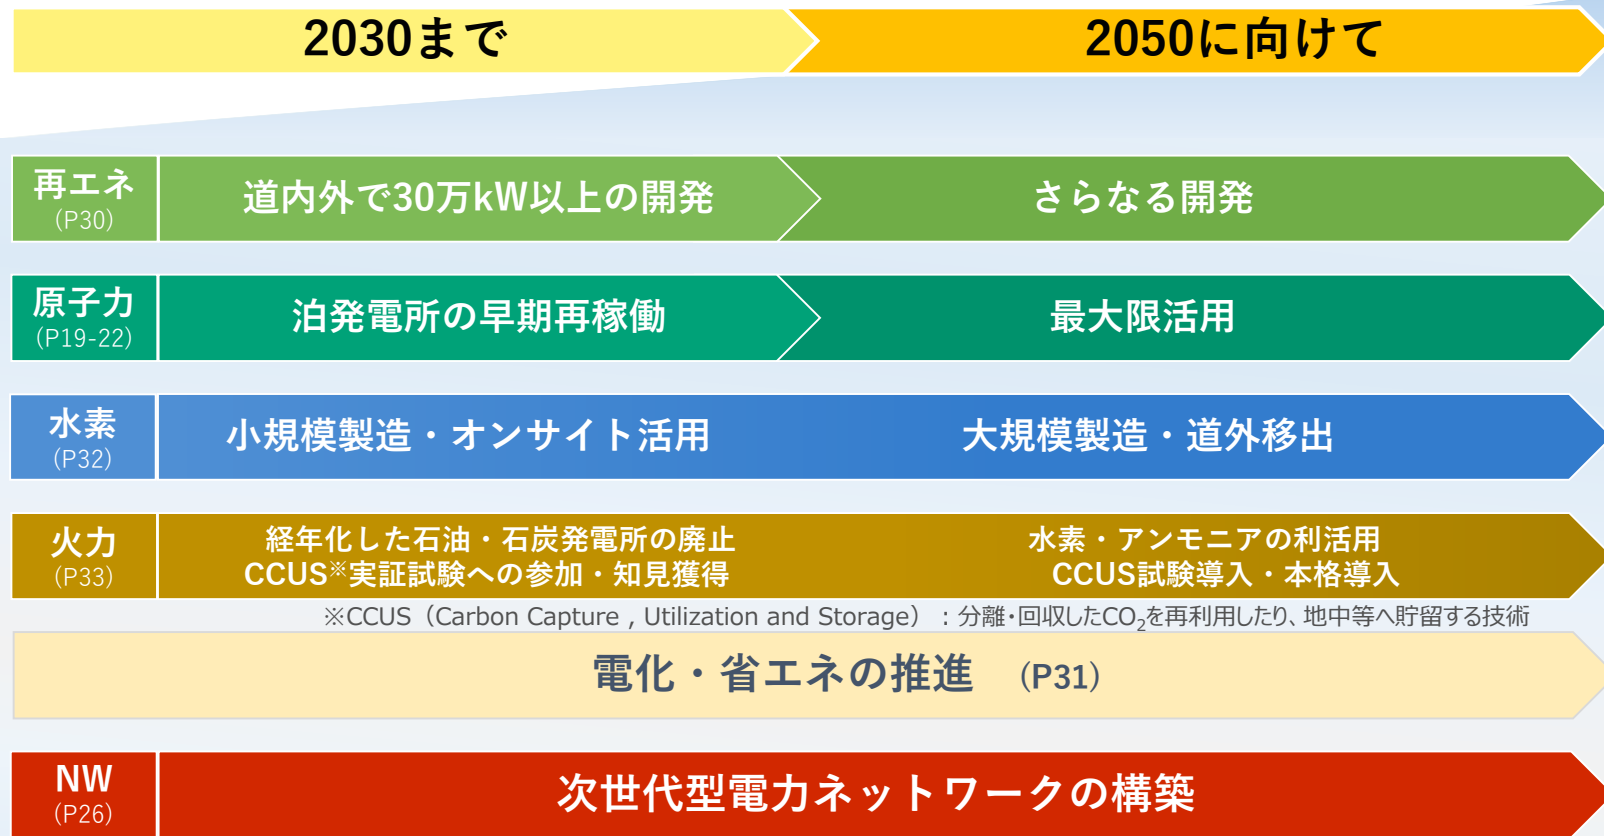 2030まで
2050に向けて
再エネ
(P30)
道内外で30万kW以上の開発
さらなる開発
原子力
(P19-22)
泊発電所の早期再稼働
最大限活用
水素
(P32)
小規模製造・オンサイト活用
大規模製造・道外移出
火力
(P33)
経年化した石油・石炭発電所の廃止
CCUS※実証試験への参加・知見獲得
水素・アンモニアの利活用
CCUS試験導入・本格導入
※CCUS（Carbon Capture , Utilization and Storage）：分離・回収したCO₂を再利用したり、地中等へ貯留する技術
電化・省エネの推進 (P31)
NW
(P26)
次世代型電力ネットワークの構築